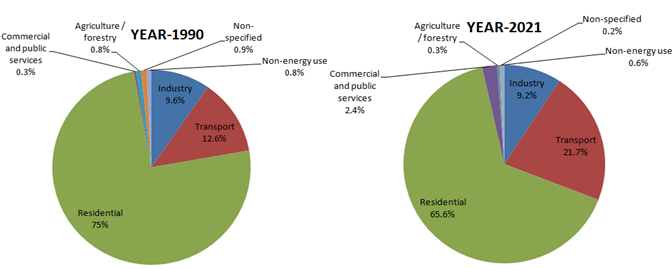 YEAR-1990
Commercial
and public
services
0.3%
Agriculture /
forestry
0.8%
Non-
specified
0.9%
Non-energy use
0.8%
Industry
9.6%
Transport
12.6%
Residential
75%
YEAR-2021
Agriculture
/ forestry
0.3%
Non-specified
0.2%
Non-energy use
0.6%
Commercial
and public
services
2.4%
Industry
9.2%
Transport
21.7%
Residential
65.6%